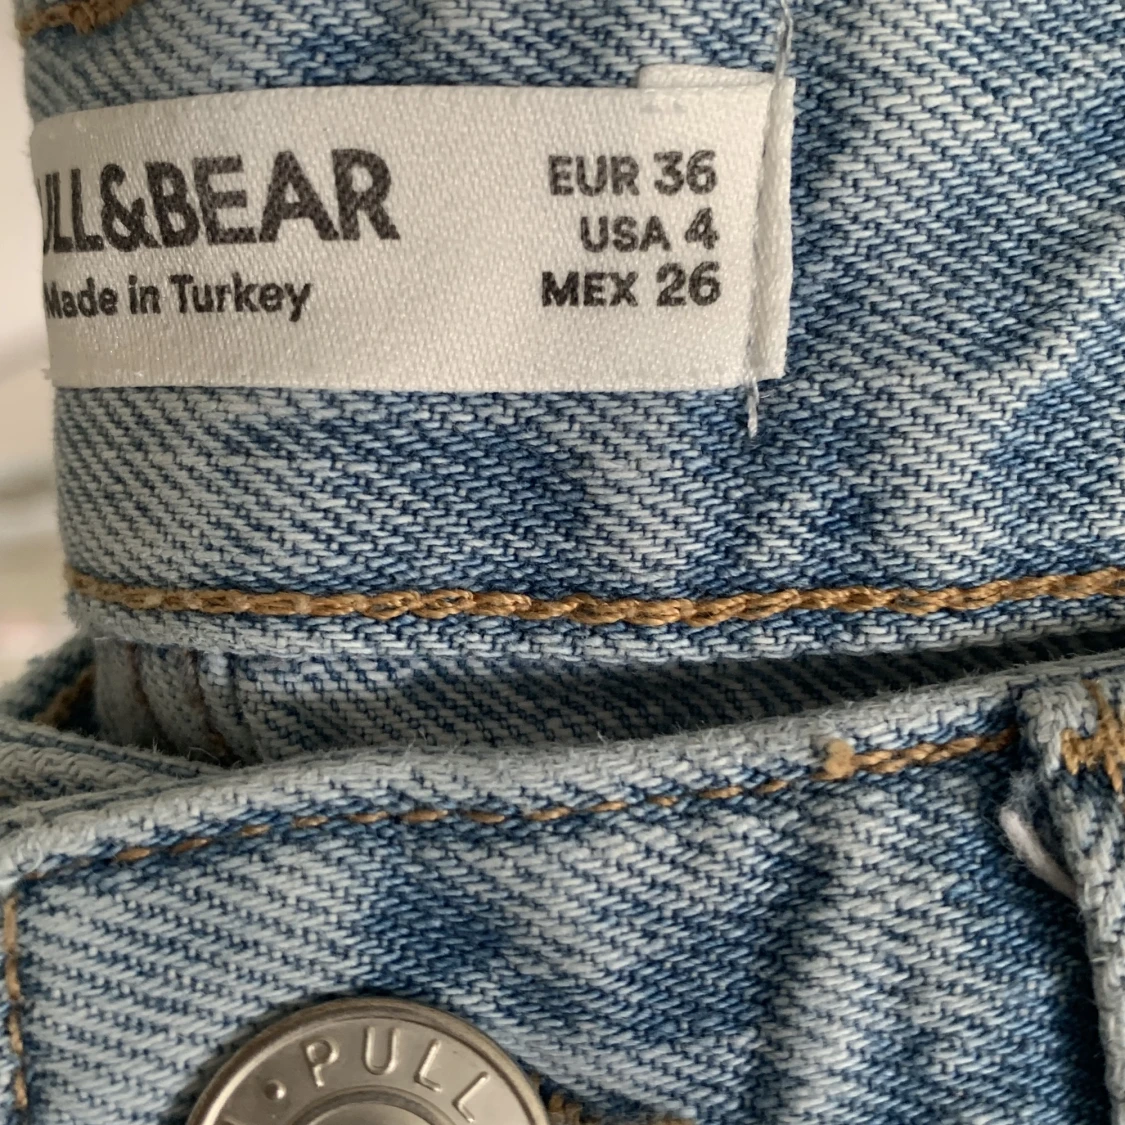 ULL&BEAR
Made in Turkey
EUR 36
USA 4
MEX 26
PULL